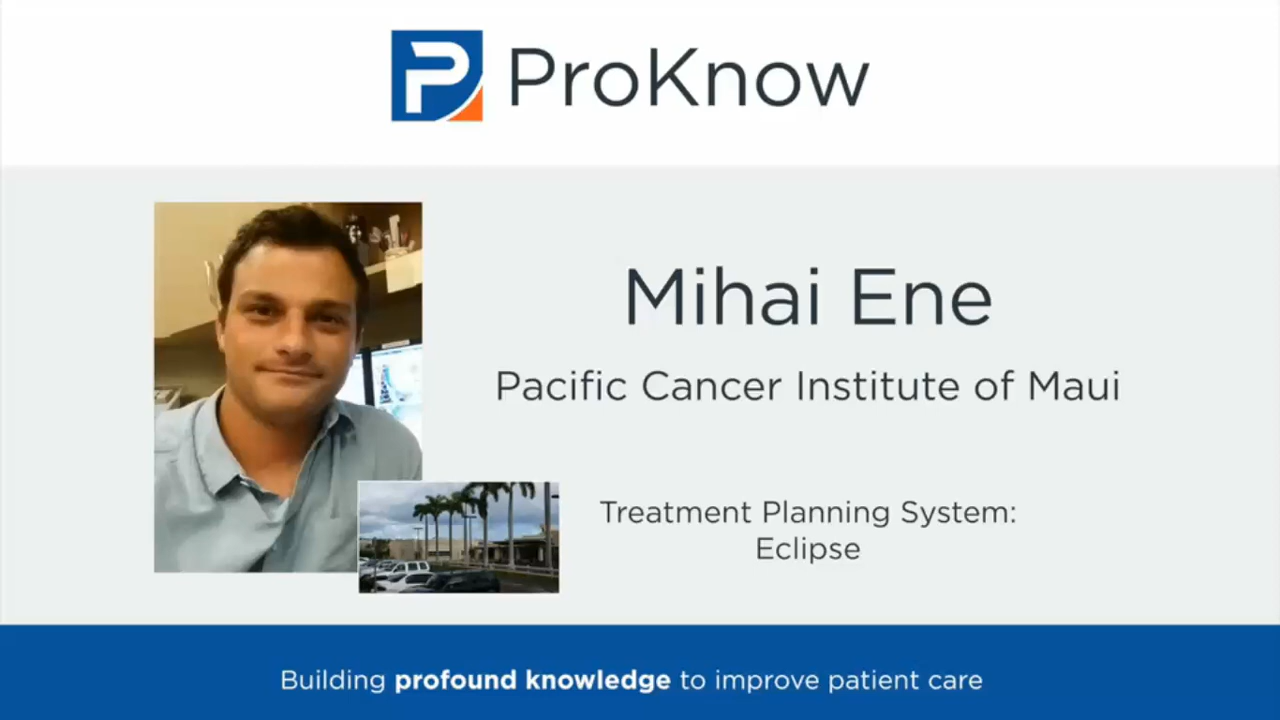 ProKnow
Mihai Ene
Pacific Cancer Institute of Maui
Treatment Planning System:
Eclipse
Building profound knowledge to improve patient care